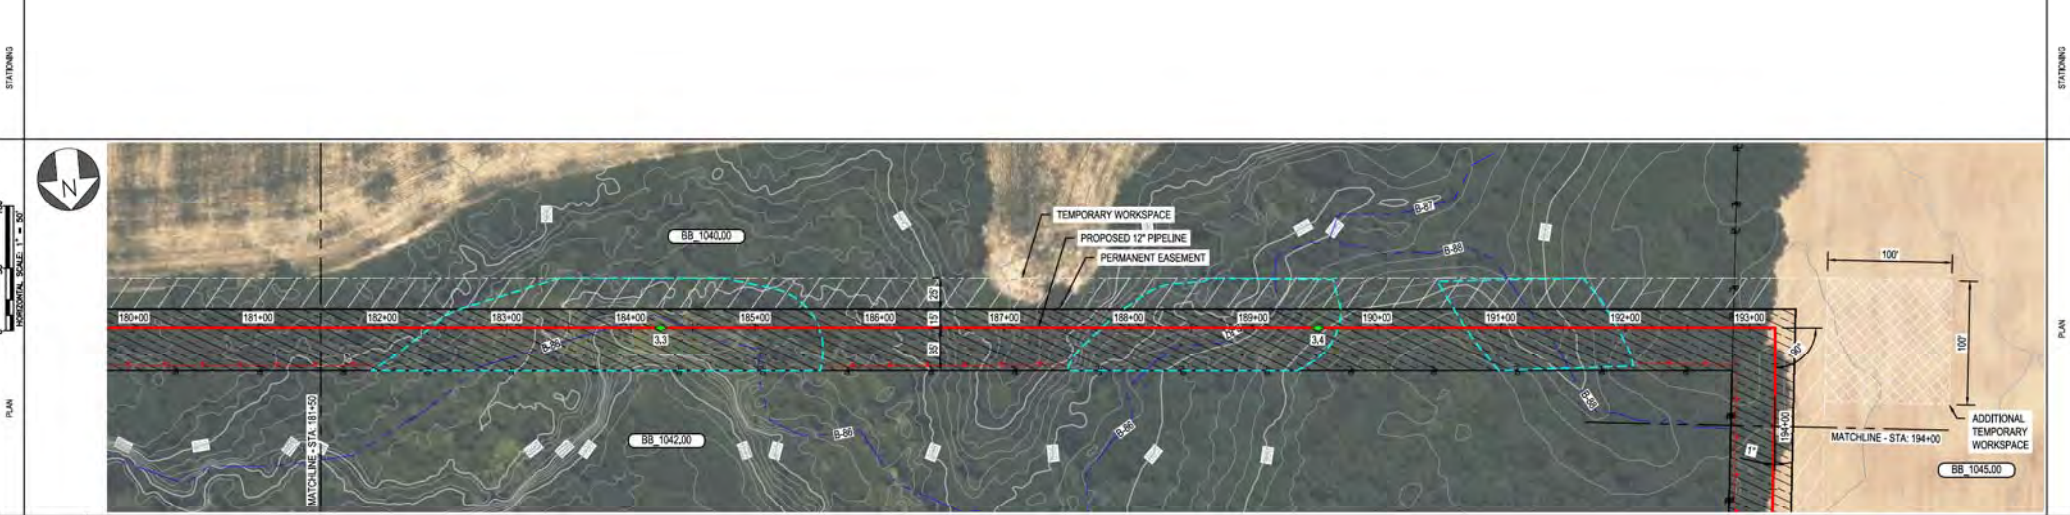 STATIONING
STATIONING
N
HORIZONTAL SCALE: 1" = 50'
TEMPORARY WORKSPACE
PROPOSED 12" PIPELINE
PERMANENT EASEMENT
BB_1040.00
B-87
B-88
100'
25'
180+00
181+00
182+00
183+00
184+00
185+00
186+00
15'
187+00
188+00
189+00
190+00
191+00
192+00
193+00
3.3
35'
3.4
90°
100'
PLAN
PLAN
B-88
B-86
B-86
BB_1042.00
MATCHLINE - STA: 181+50
194+00
1"
MATCHLINE - STA: 194+00
ADDITIONAL
TEMPORARY
WORKSPACE
BB_1045.00